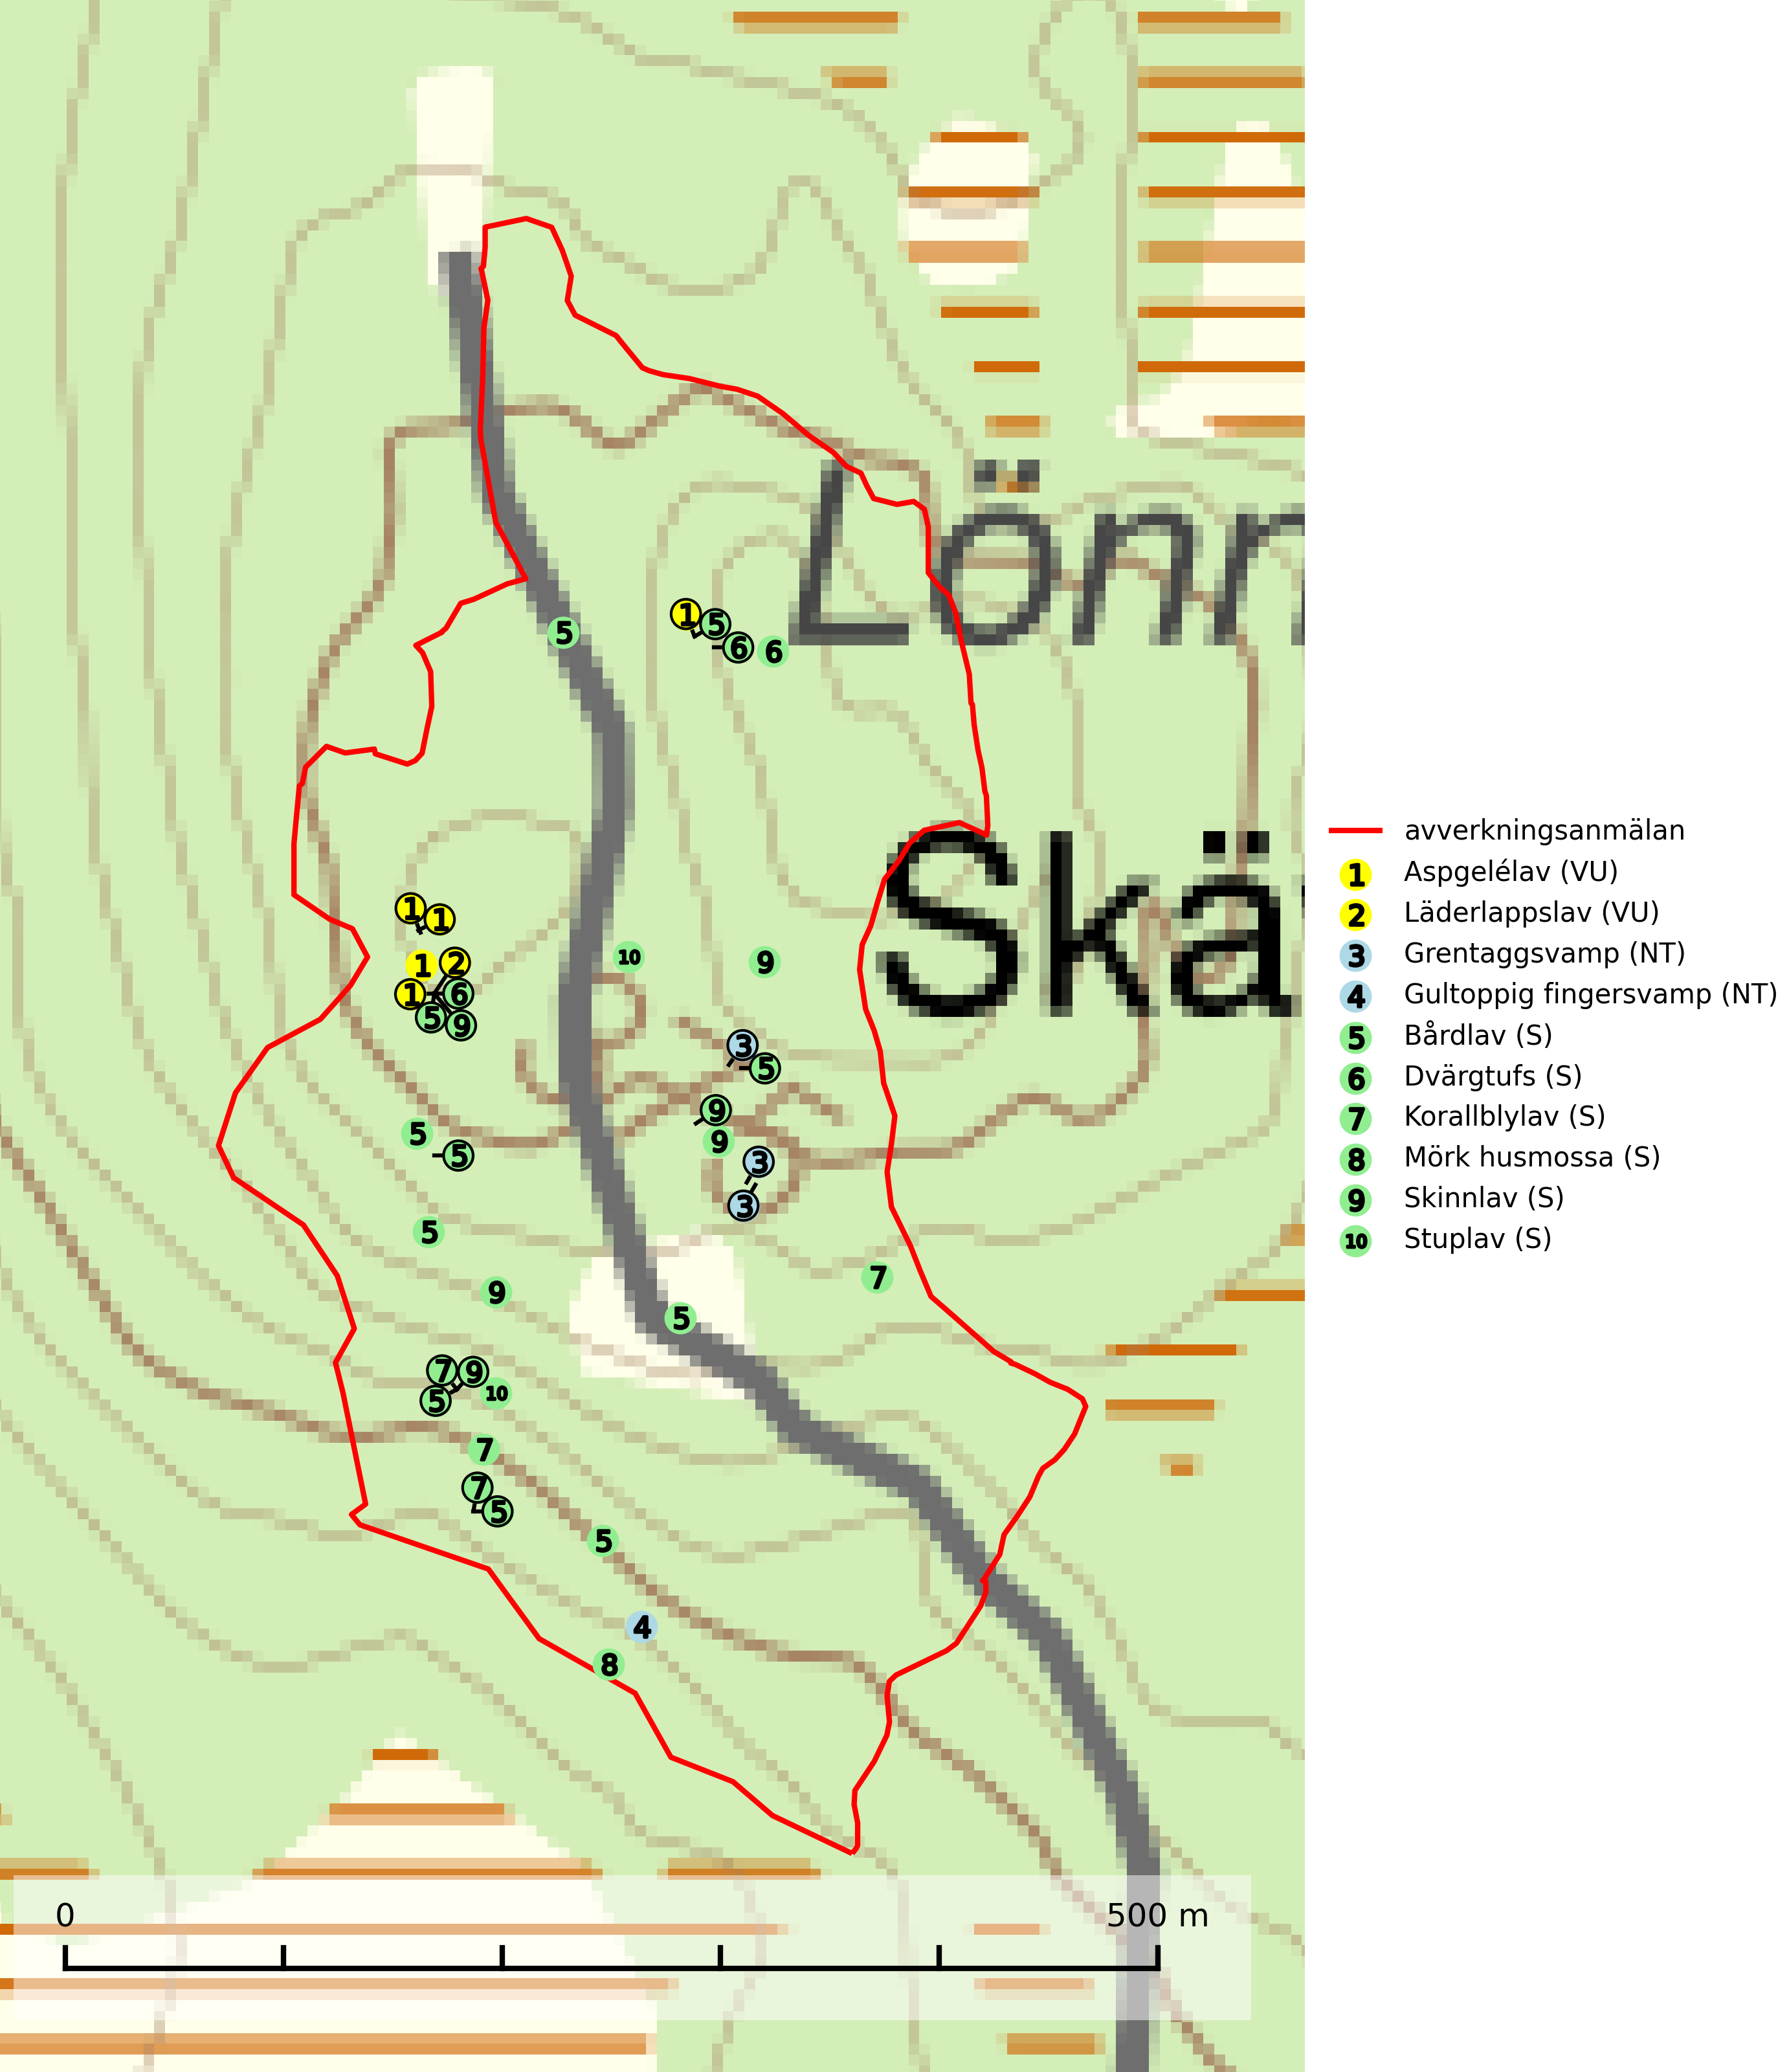 5
1
5
6
6
Lönn
Skä
1
1
1
2
1
6
5
9
10
9
3
5
9
9
3
3
5
5
5
9
7
5
7
9
5
10
7
7
5
5
4
8
0
500 m
avverkningsanmälan
1 Aspgelélav (VU)
2 Läderlappslav (VU)
3 Grentaggsvamp (NT)
4 Gultoppig fingersvamp (NT)
5 Bårdlav (S)
6 Dvärgtufs (S)
7 Korallblylav (S)
8 Mörk husmossa (S)
9 Skinnlav (S)
10 Stuplav (S)